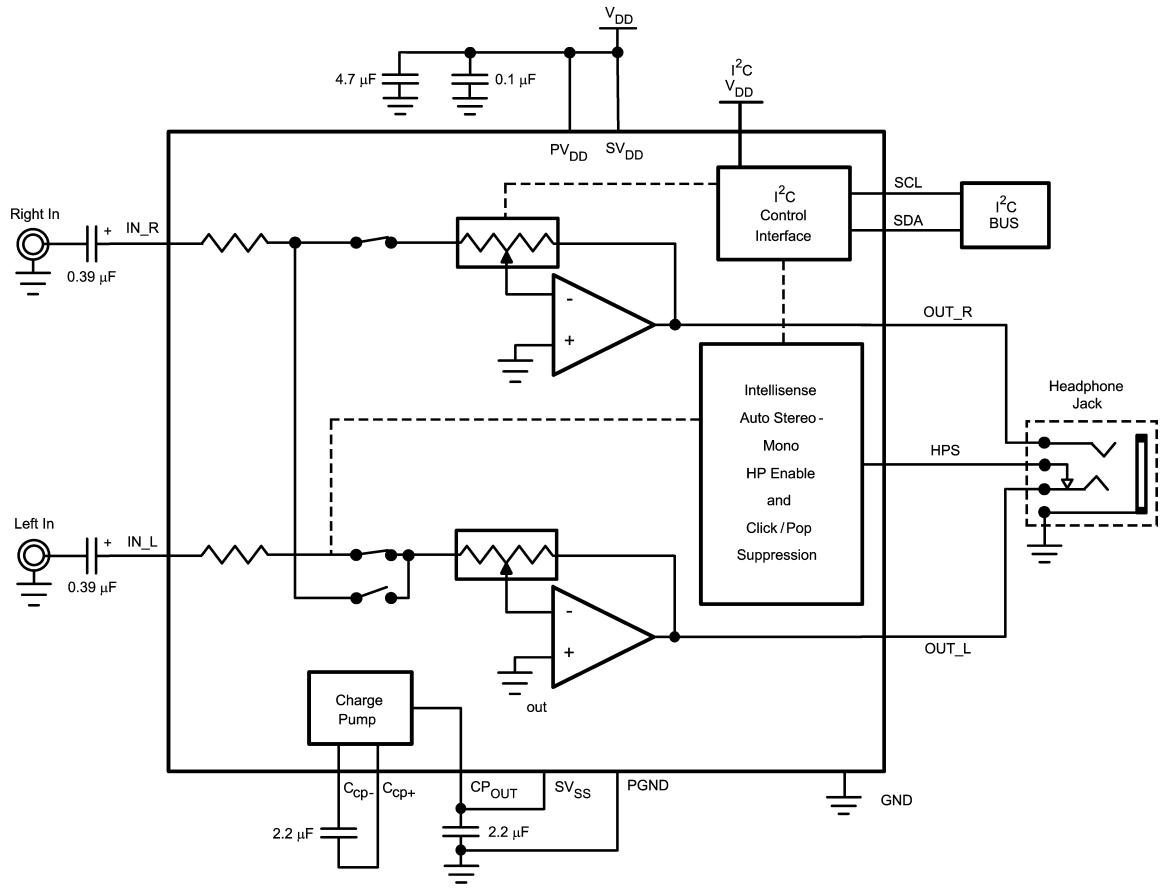 V_DD
4.7 µF
0.1 µF
I²C
V_DD
PV_DD
SV_DD
Right In
+
IN_R
0.39 µF
I²C
Control
Interface
SCL
SDA
I²C
BUS
-
+
OUT_R
Headphone
Jack
Intellisense
Auto Stereo -
Mono
HP Enable
and
Click / Pop
Suppression
HPS
Left In
+
IN_L
0.39 µF
-
+
out
OUT_L
Charge
Pump
C_cp-
C_cp+
CP_OUT
SV_SS
PGND
GND
2.2 µF
2.2 µF